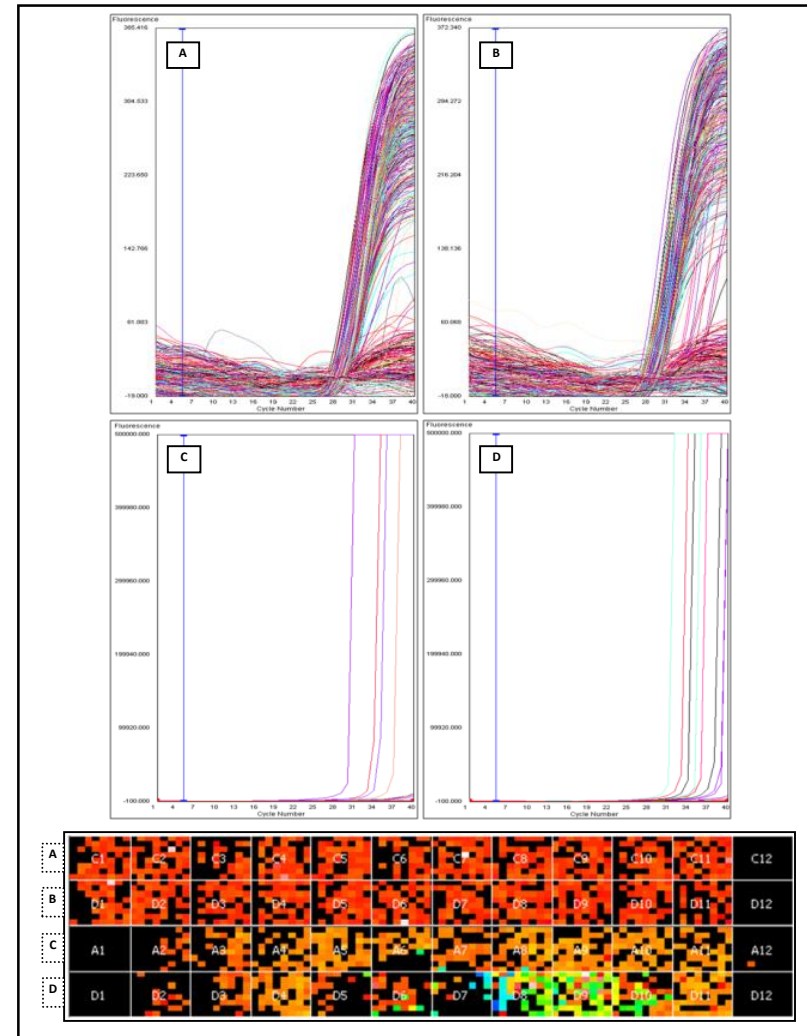 Fluorescence
385.416
A
304.533
223.650
142.766
61.883
-19.000
1 4 7 10 13 16 19 22 25 28 31 34 37 40
Cycle Number
Fluorescence
372.340
B
294.272
216.204
138.136
60.068
-18.000
1 4 7 10 13 16 19 22 25 28 31 34 37 40
Cycle Number
Fluorescence
500000.000
C
399980.000
299960.000
199940.000
99920.000
-100.000
1 4 7 10 13 16 19 22 25 28 31 34 37 40
Cycle Number
Fluorescence
500000.000
D
399980.000
299960.000
199940.000
99920.000
-100.000
1 4 7 10 13 16 19 22 25 28 31 34 37 40
Cycle Number
A C1 C2 C3 C4 C5 C6 C7 C8 C9 C10 C11 C12
B D1 D2 D3 D4 D5 D6 D7 D8 D9 D10 D11 D12
C A1 A2 A3 A4 A5 A6 A7 A8 A9 A10 A11 A12
D D1 D2 D3 D4 D5 D6 D7 D8 D9 D10 D11 D12